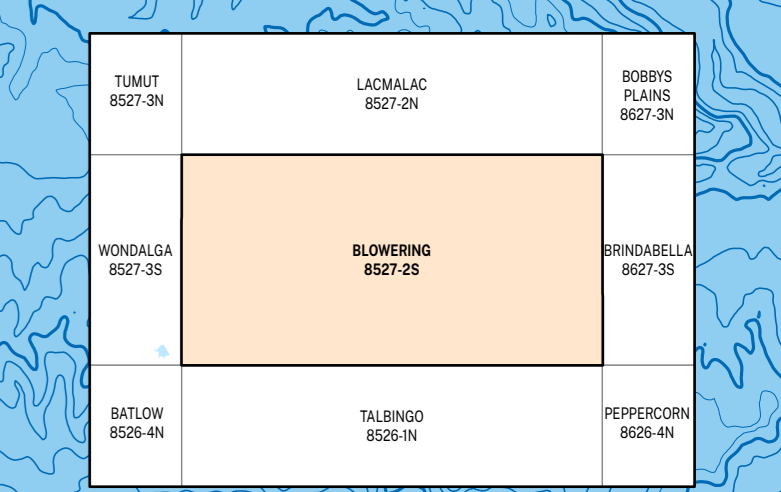 TUMUT
8527-3N
LACMALAC
8527-2N
BOBBYS
PLAINS
8627-3N
WONDALGA
8527-3S
BLOWERING
8527-2S
BRINDABELLA
8627-3S
BATLOW
8526-4N
TALBINGO
8526-1N
PEPPERCORN
8626-4N